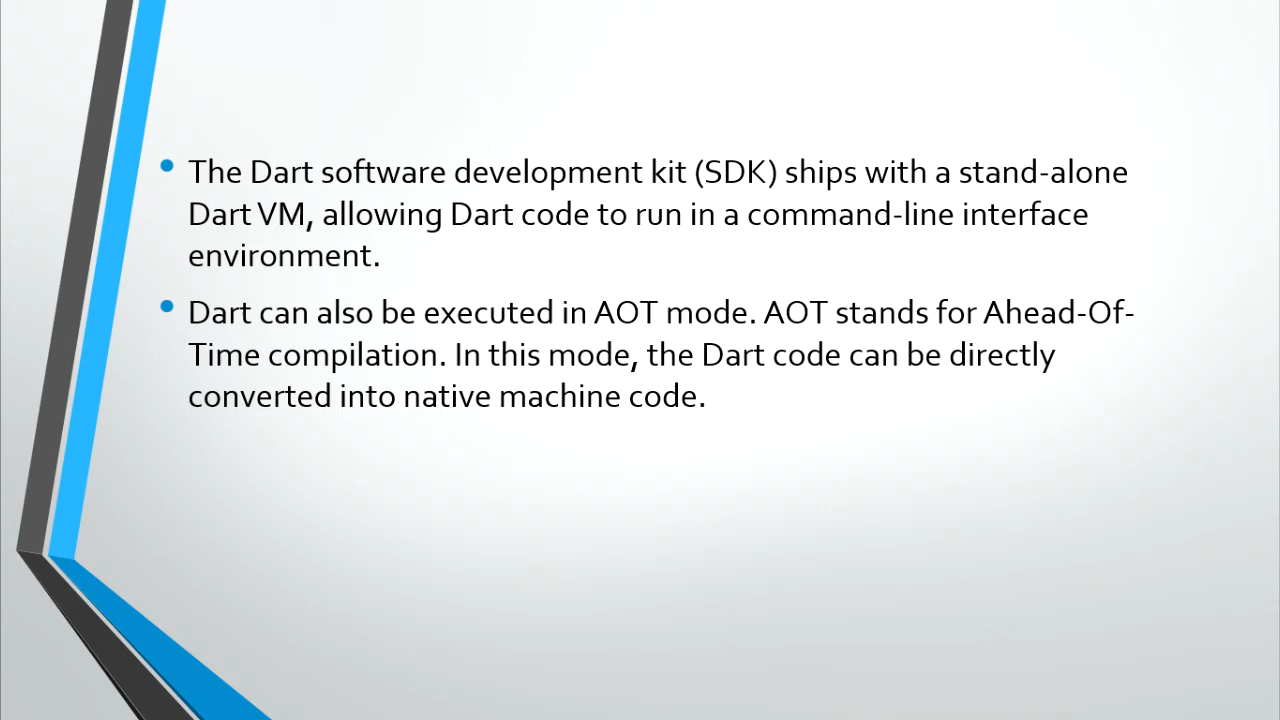 • The Dart software development kit (SDK) ships with a stand-alone
Dart VM, allowing Dart code to run in a command-line interface
environment.
• Dart can also be executed in AOT mode. AOT stands for Ahead-Of-
Time compilation. In this mode, the Dart code can be directly
converted into native machine code.